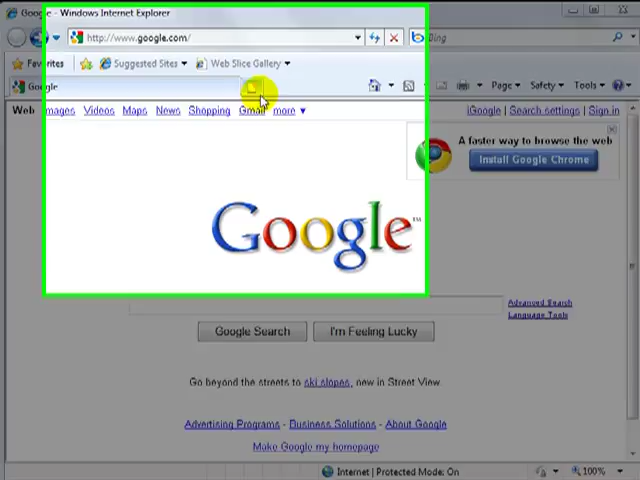 Google - Windows Internet Explorer
http://www.google.com/
Bing
Favorites Suggested Sites Web Slice Gallery
Google
Page Safety Tools
Web Images Videos Maps News Shopping Gmail more iGoogle | Search settings | Sign in
A faster way to browse the web
Install Google Chrome
Google™
Advanced Search
Language Tools
Google Search I'm Feeling Lucky
Go beyond the streets to ski slopes, new in Street View.
Advertising Programs - Business Solutions - About Google
Make Google my homepage
Internet | Protected Mode: On 100%